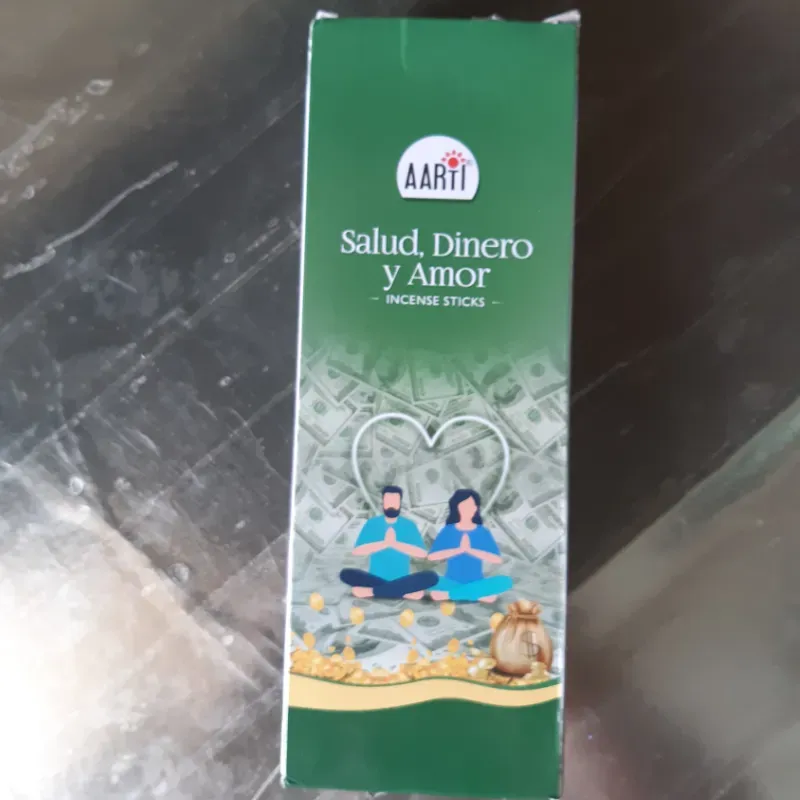 AARTI
Salud, Dinero
y Amor
INCENSE STICKS